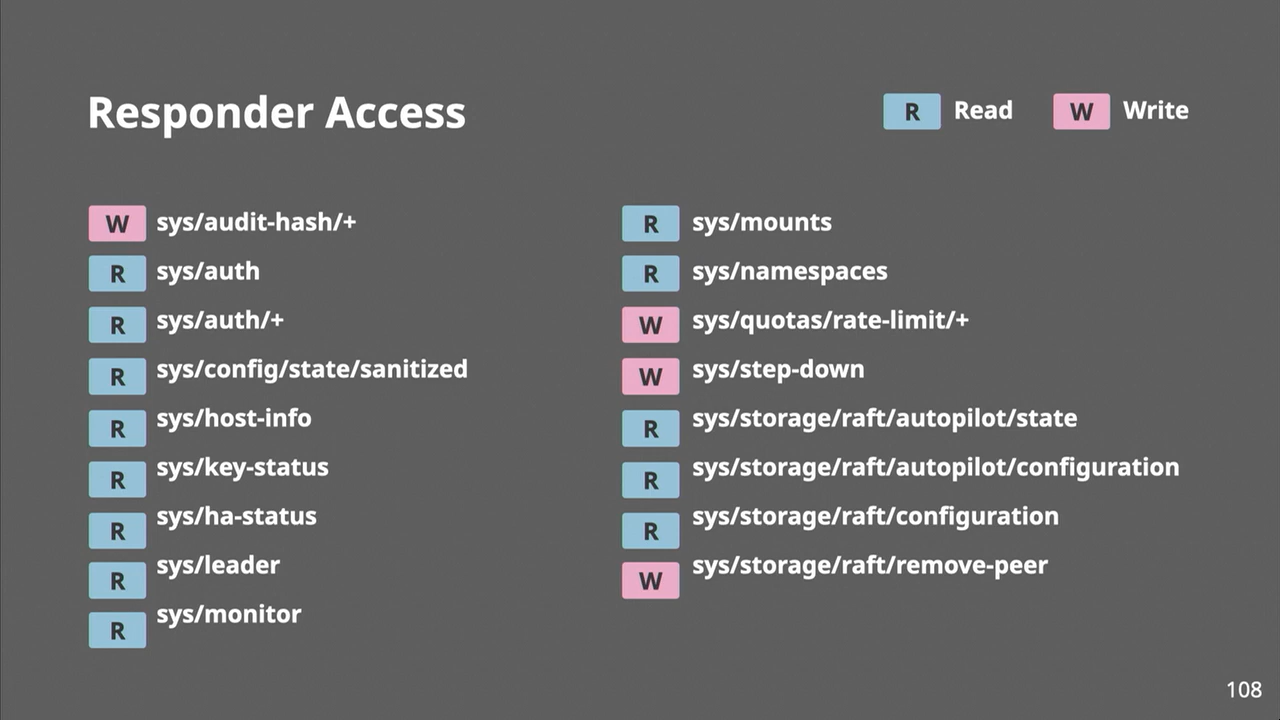 Responder Access
R Read W Write
W sys/audit-hash/+
R sys/auth
R sys/auth/+
R sys/config/state/sanitized
R sys/host-info
R sys/key-status
R sys/ha-status
R sys/leader
R sys/monitor
R sys/mounts
R sys/namespaces
W sys/quotas/rate-limit/+
W sys/step-down
R sys/storage/raft/autopilot/state
R sys/storage/raft/autopilot/configuration
R sys/storage/raft/configuration
W sys/storage/raft/remove-peer
108